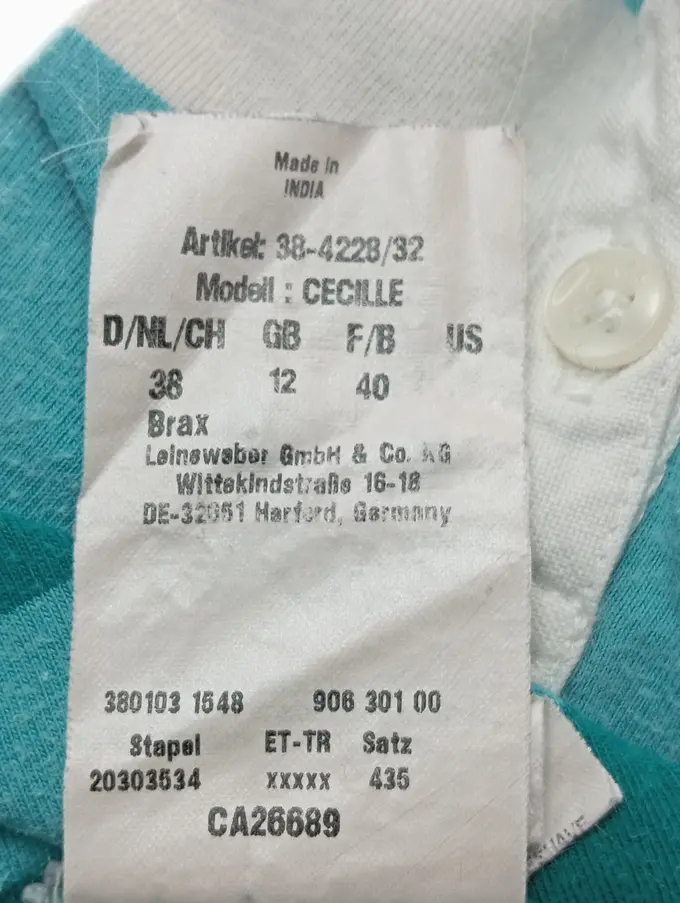 Made in
INDIA
Artikel: 38-4228/32
Modell : CECILLE
D/NL/CH GB F/B US
38 12 40
Brax
Leineweber GmbH & Co. KG
Wittekindstraße 16-18
DE-32051 Herford, Germany
380103 1548 906 301 00
Stapel ET-TR Satz
20303534 xxxxx 435
CA26689